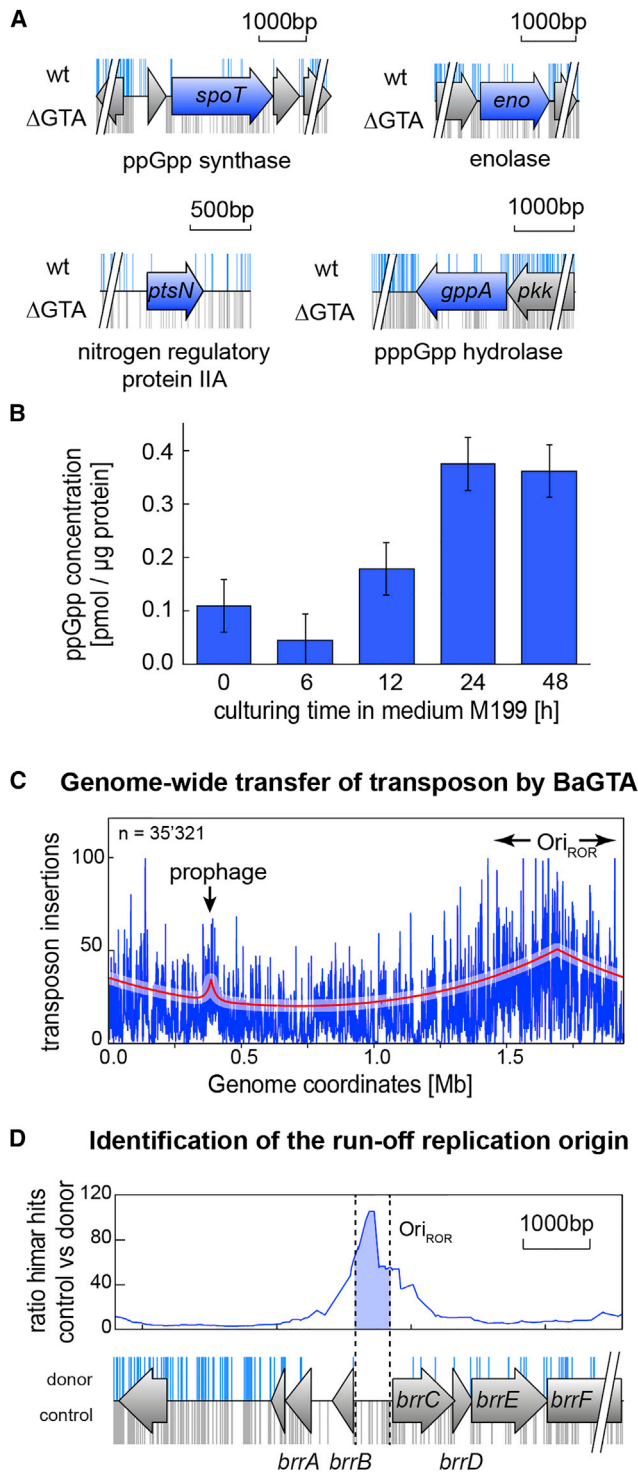 A
1000bp
1000bp
wt
spoT
ΔGTA
ppGpp synthase
wt
eno
ΔGTA
enolase
500bp
1000bp
wt
ptsN
ΔGTA
nitrogen regulatory
protein IIA
wt
gppA
pkk
ΔGTA
pppGpp hydrolase
B
ppGpp concentration
[pmol / µg protein]
0.4
0.3
0.2
0.1
0.0
0 6 12 24 48
culturing time in medium M199 [h]
C Genome-wide transfer of transposon by BaGTA
transposon insertions
n = 35'321
OriROR
prophage
100
50
0
0.0 0.5 1.0 1.5
Genome coordinates [Mb]
D Identification of the run-off replication origin
ratio himar hits
control vs donor
120
80
40
0
OriROR
1000bp
donor
control
brrC brrE brrF
brrA brrB brrD